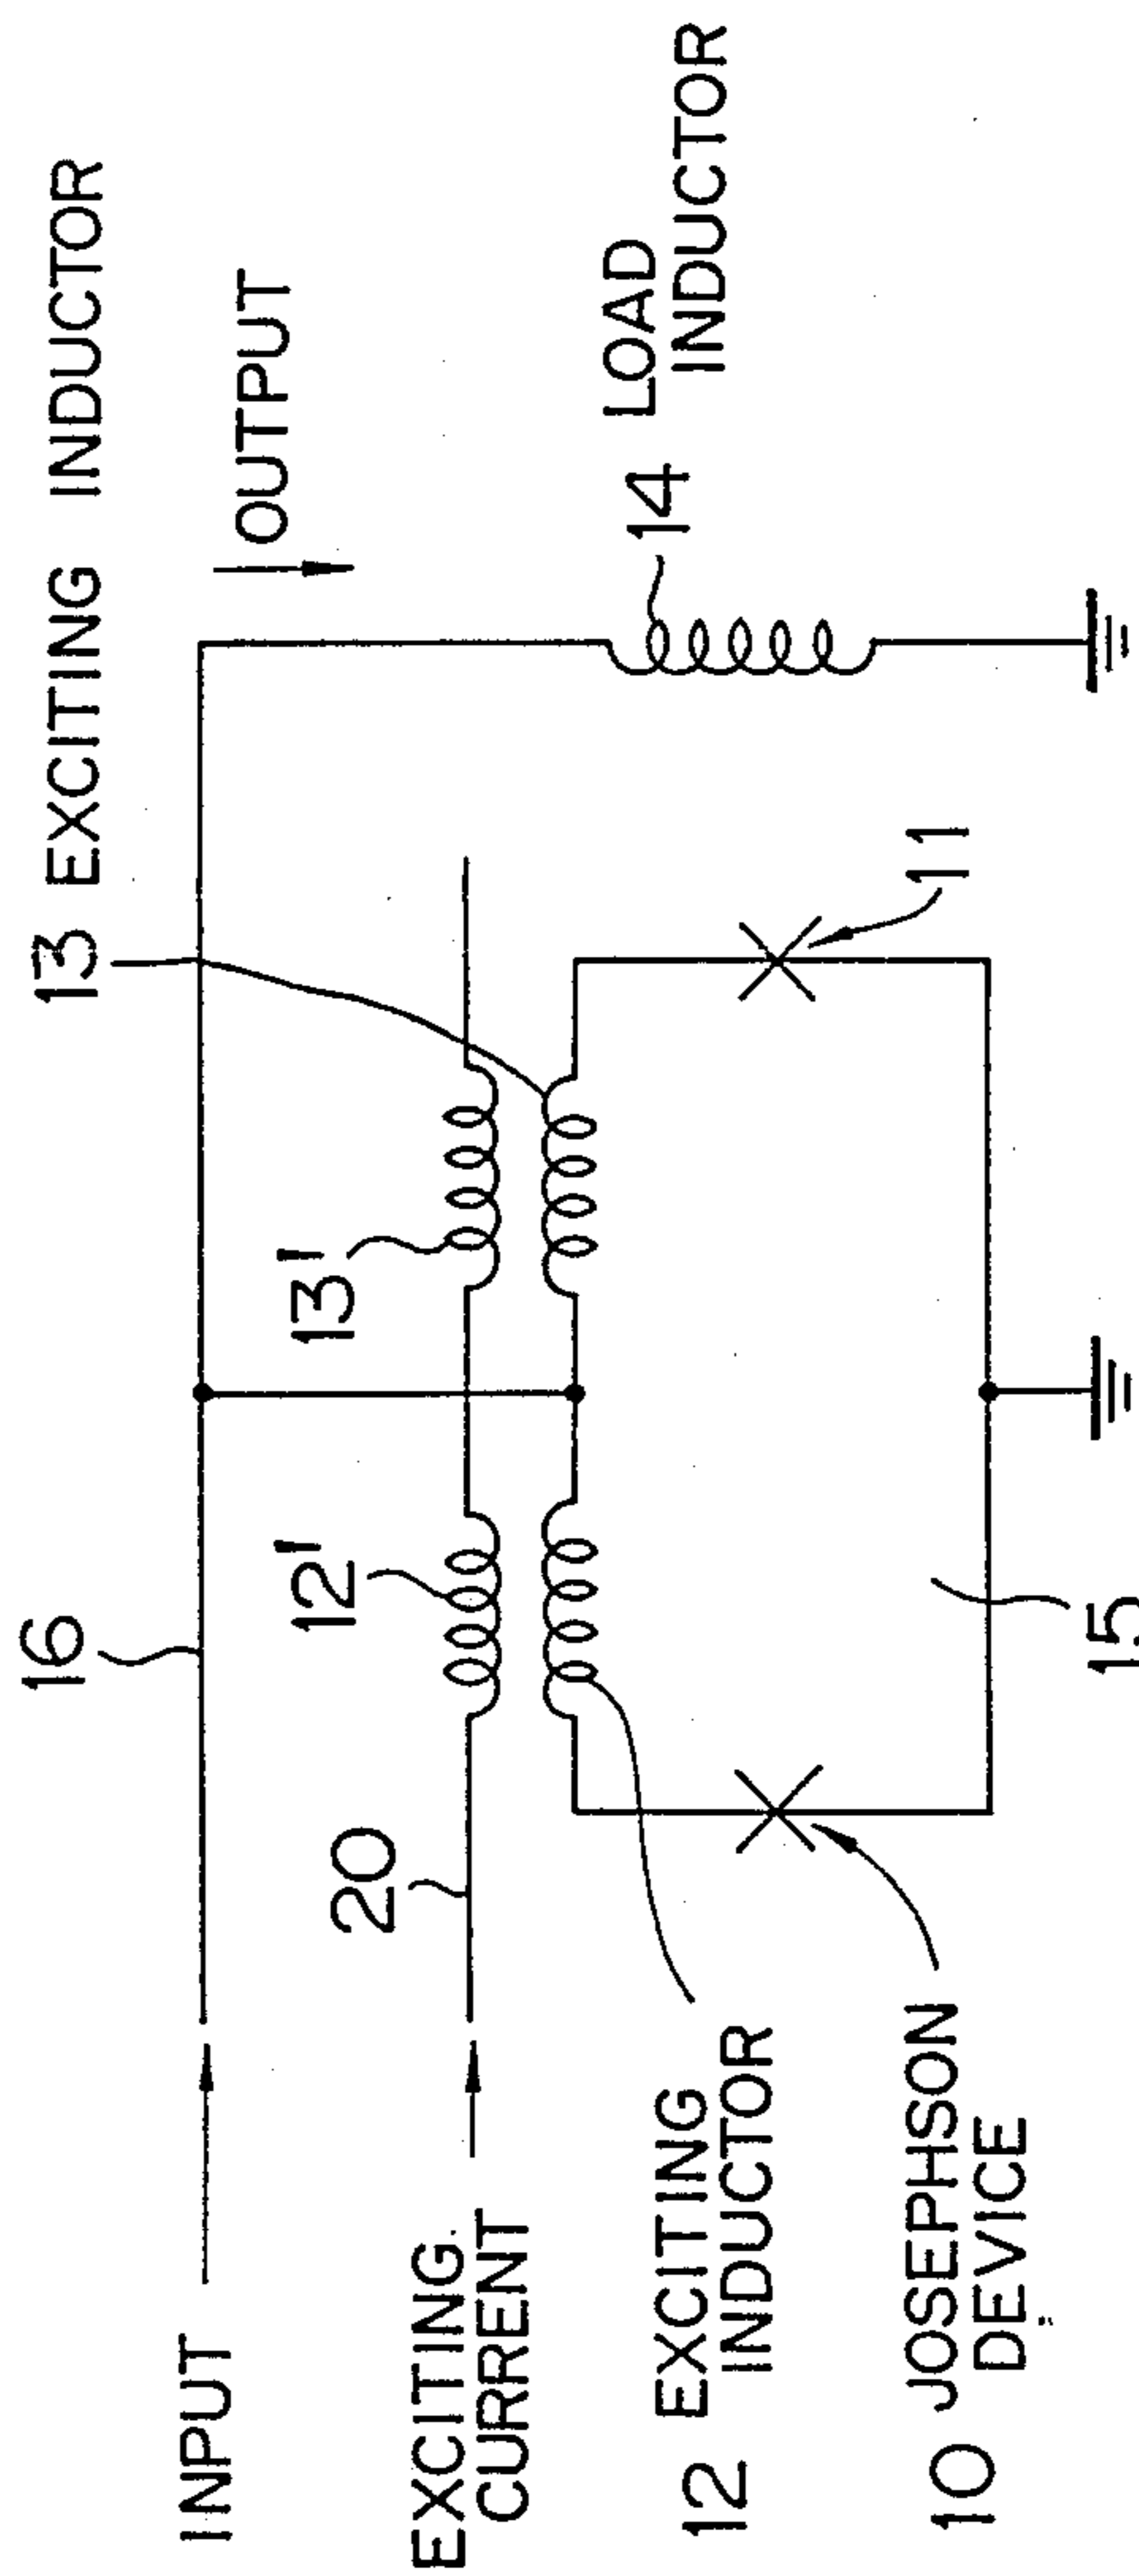 13 EXCITING INDUCTOR
16
OUTPUT
INPUT
12'
13'
20
EXCITING
CURRENT
14 LOAD
INDUCTOR
12 EXCITING
INDUCTOR
11
10 JOSEPHSON
DEVICE
15